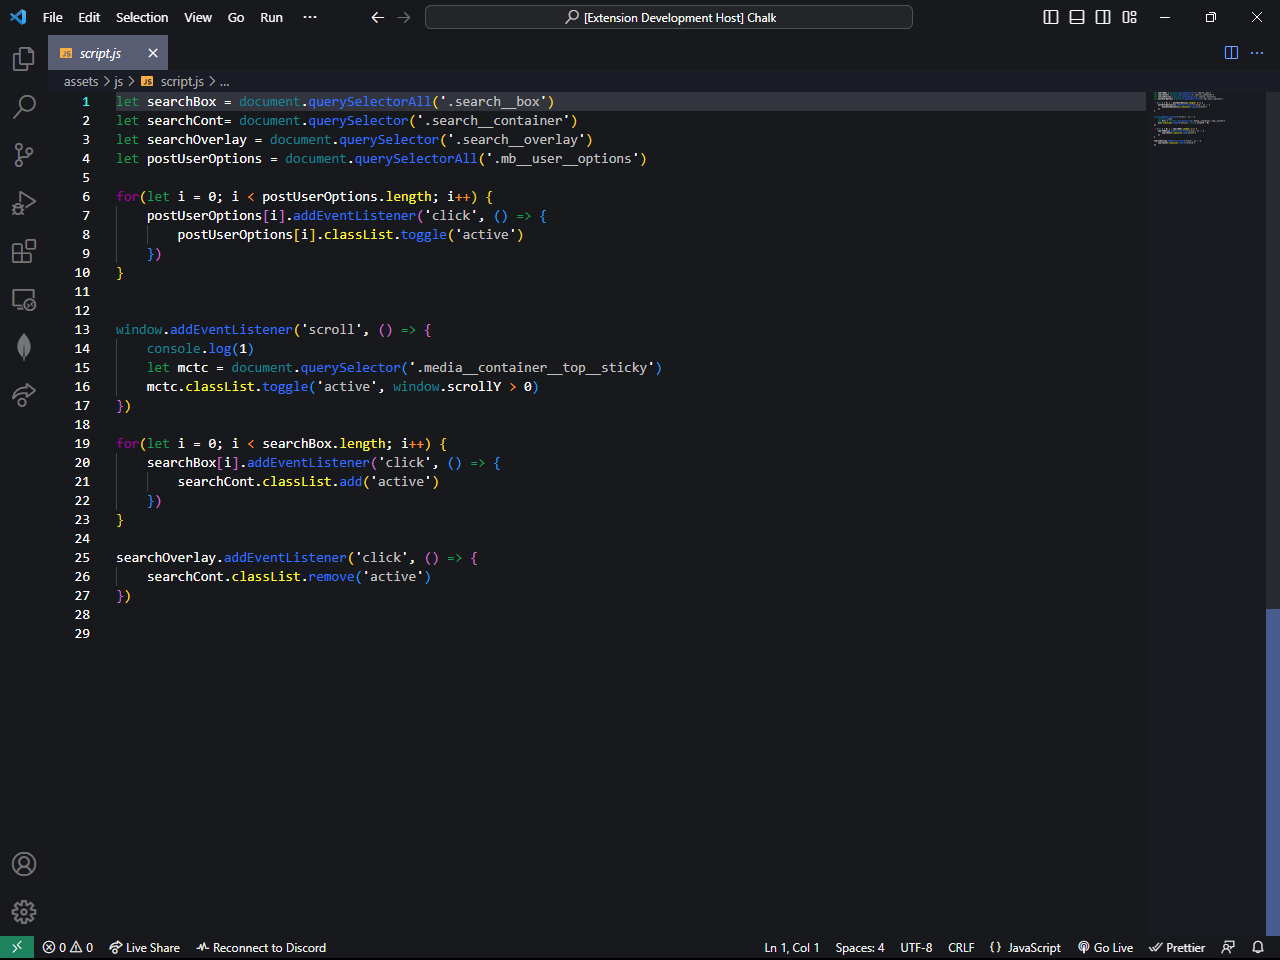 File Edit Selection View Go Run ··· [Extension Development Host] Chalk
JS script.js
assets > js > JS script.js > ...
1 let searchBox = document.querySelectorAll('.search__box')
2 let searchCont= document.querySelector('.search__container')
3 let searchOverlay = document.querySelector('.search__overlay')
4 let postUserOptions = document.querySelectorAll('.mb__user__options')
5
6 for(let i = 0; i < postUserOptions.length; i++) {
7     postUserOptions[i].addEventListener('click', () => {
8         postUserOptions[i].classList.toggle('active')
9     })
10 }
11
12
13 window.addEventListener('scroll', () => {
14     console.log(1)
15     let mctc = document.querySelector('.media__container__top__sticky')
16     mctc.classList.toggle('active', window.scrollY > 0)
17 })
18
19 for(let i = 0; i < searchBox.length; i++) {
20     searchBox[i].addEventListener('click', () => {
21         searchCont.classList.add('active')
22     })
23 }
24
25 searchOverlay.addEventListener('click', () => {
26     searchCont.classList.remove('active')
27 })
28
29
0 0 Live Share Reconnect to Discord Ln 1, Col 1 Spaces: 4 UTF-8 CRLF {} JavaScript Go Live Prettier